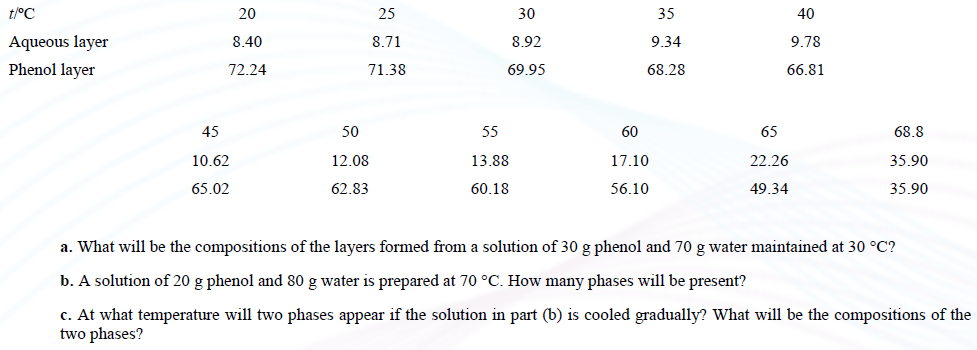 t/°C 20 25 30 35 40
Aqueous layer 8.40 8.71 8.92 9.34 9.78
Phenol layer 72.24 71.38 69.95 68.28 66.81
45 50 55 60 65 68.8
10.62 12.08 13.88 17.10 22.26 35.90
65.02 62.83 60.18 56.10 49.34 35.90
a. What will be the compositions of the layers formed from a solution of 30 g phenol and 70 g water maintained at 30 °C?
b. A solution of 20 g phenol and 80 g water is prepared at 70 °C. How many phases will be present?
c. At what temperature will two phases appear if the solution in part (b) is cooled gradually? What will be the compositions of the
two phases?